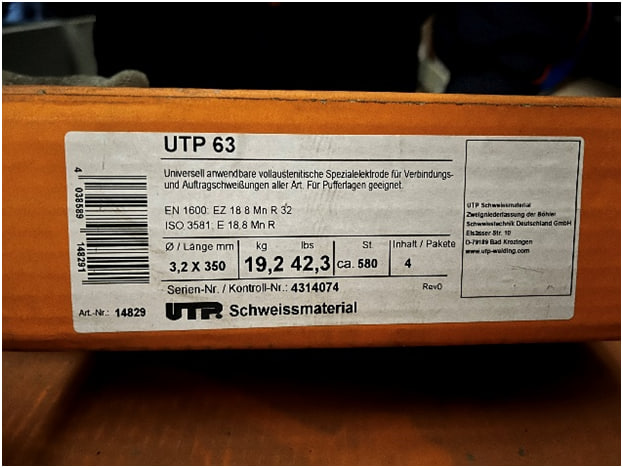 UTP 63
Universell anwendbare vollaustenitische Spezialelektrode für Verbindungs-
und Auftragschweißungen aller Art. Für Pufferlagen geeignet.
EN 1600: EZ 18 8 Mn R 32
ISO 3581: E 18,8 Mn R
Ø / Länge mm kg lbs St. Inhalt / Pakete
3,2 X 350 19,2 42,3 ca. 580 4
Serien-Nr. / Kontroll-Nr.: 4314074 Rev0
UTP Schweissmaterial
Art.-Nr.: 14829
4 038589 148291
UTP Schweissmaterial
Zweigniederlassung der Böhler
Schweisstechnik Deutschland GmbH
Elsässer Str. 10
D-79189 Bad Krozingen
www.utp-welding.com